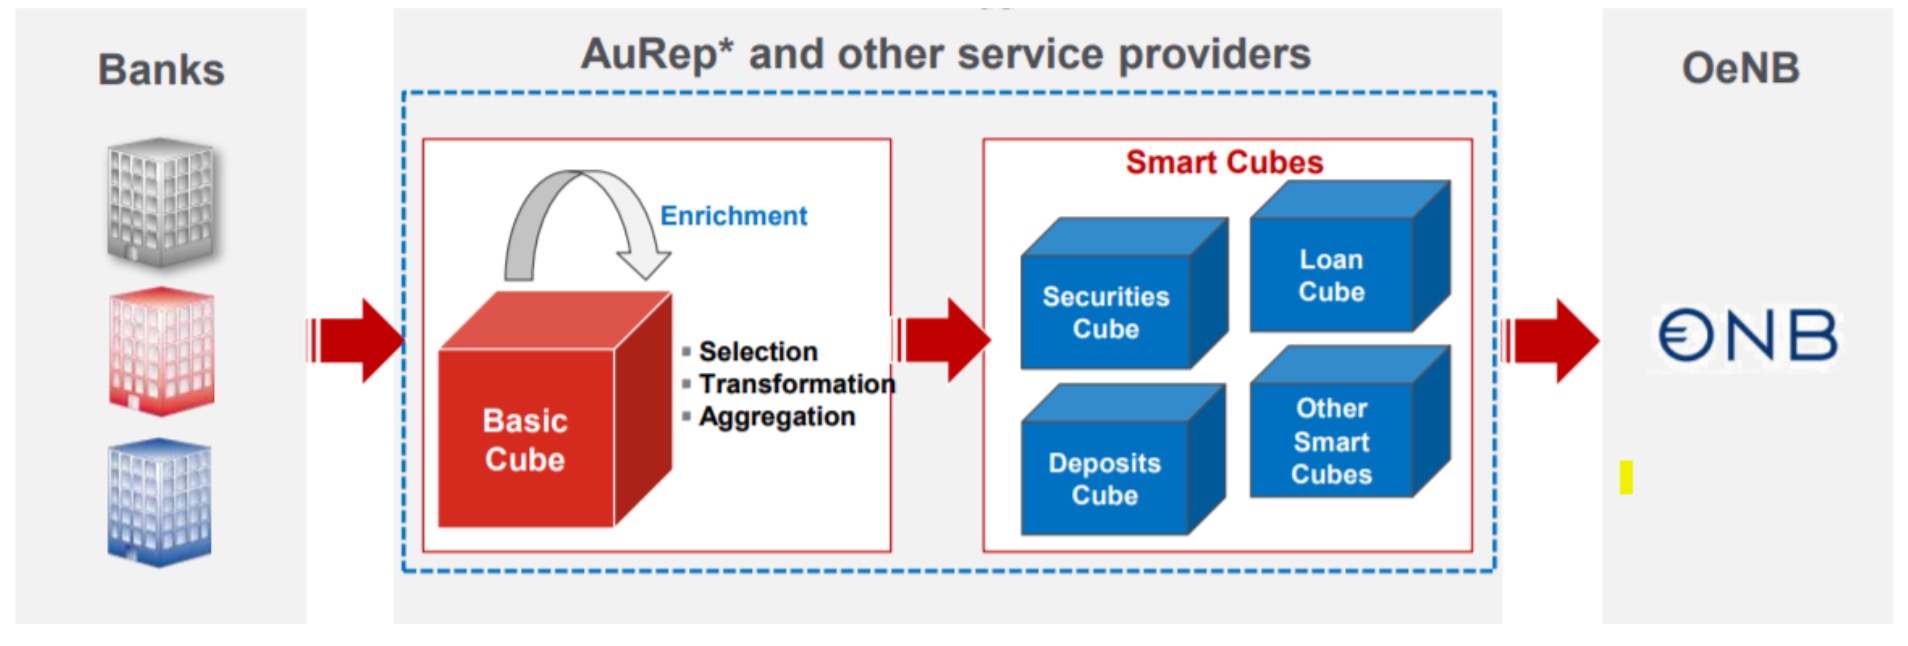 Banks
AuRep* and other service providers
OeNB
Enrichment
Basic
Cube
Selection
Transformation
Aggregation
Smart Cubes
Securities
Cube
Loan
Cube
Deposits
Cube
Other
Smart
Cubes
€NB